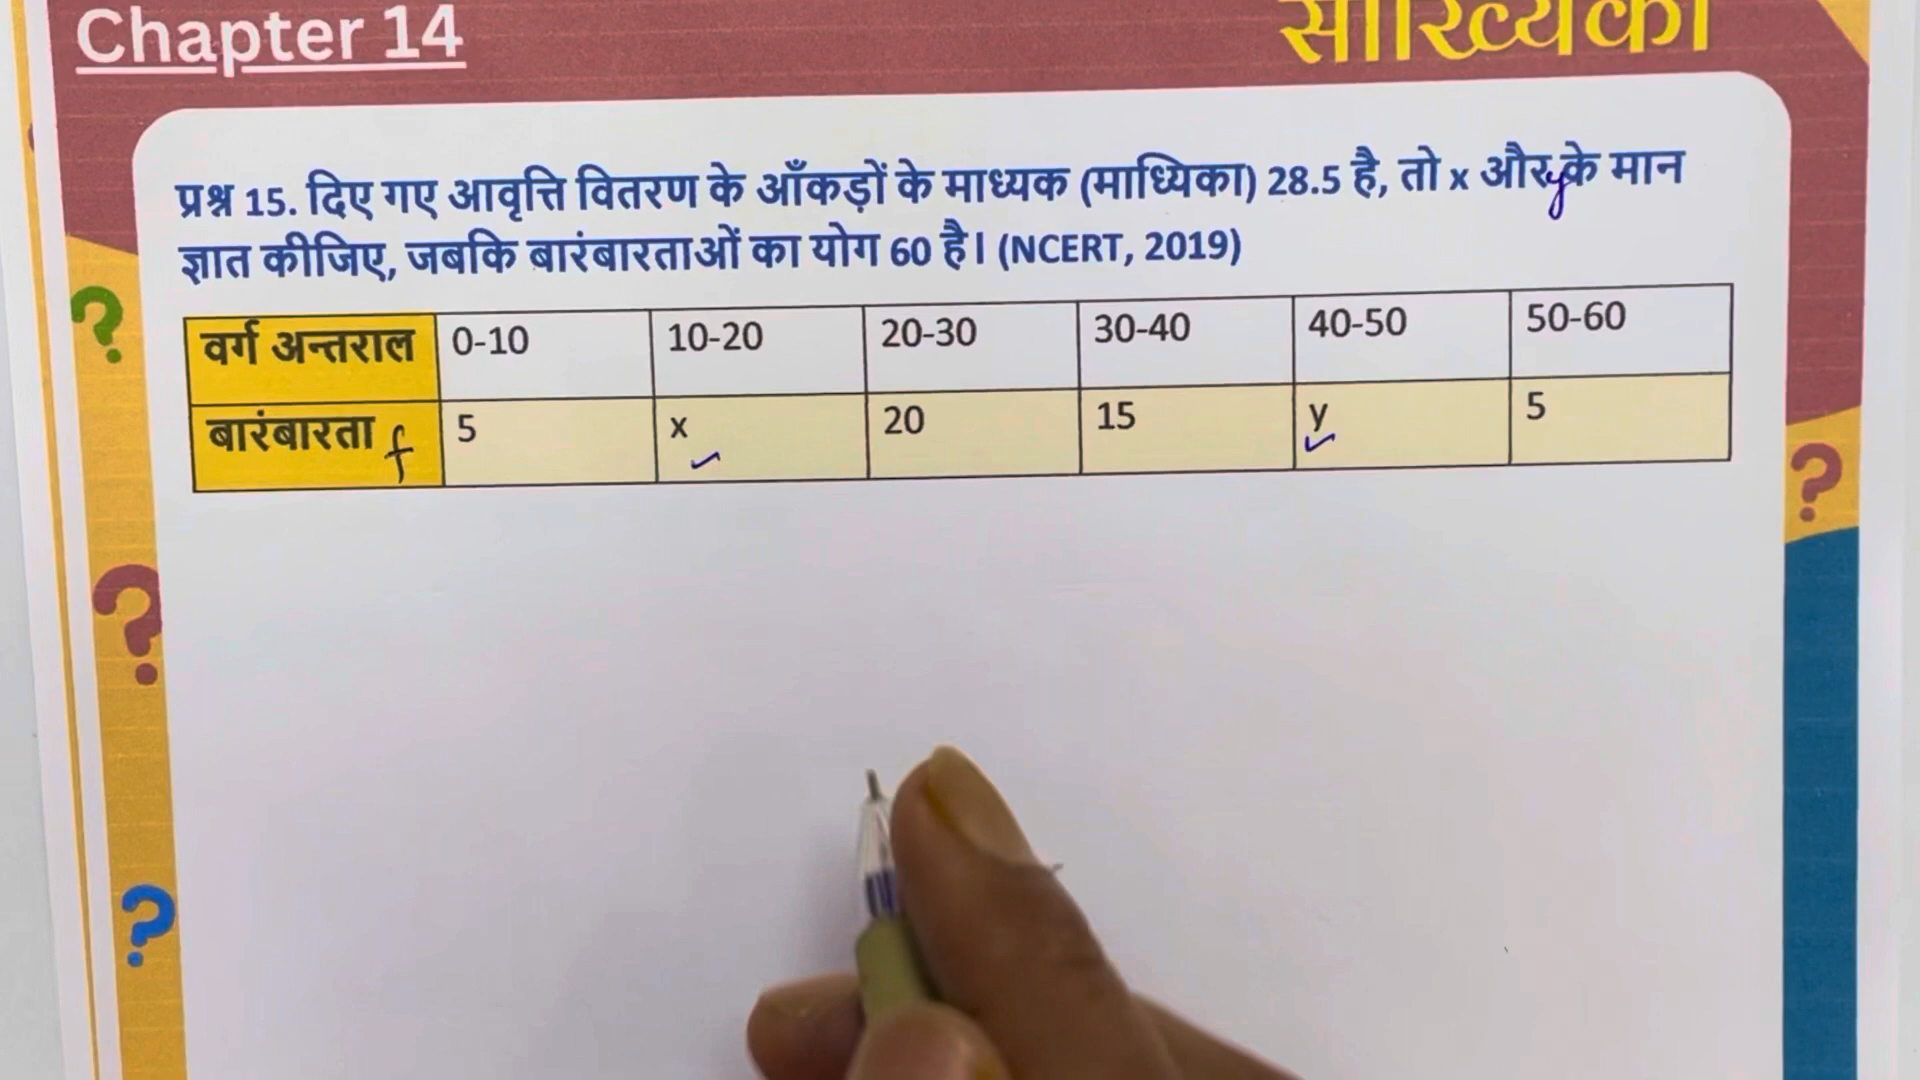 Chapter 14
सांख्यिकी
प्रश्न 15. दिए गए आवृत्ति वितरण के आँकड़ों के माध्यक (माध्यिका) 28.5 है, तो x और y के मान
ज्ञात कीजिए, जबकि बारंबारताओं का योग 60 है। (NCERT, 2019)
वर्ग अन्तराल 0-10 10-20 20-30 30-40 40-50 50-60
बारंबारता f 5 x 20 15 y 5
?
?
?
?